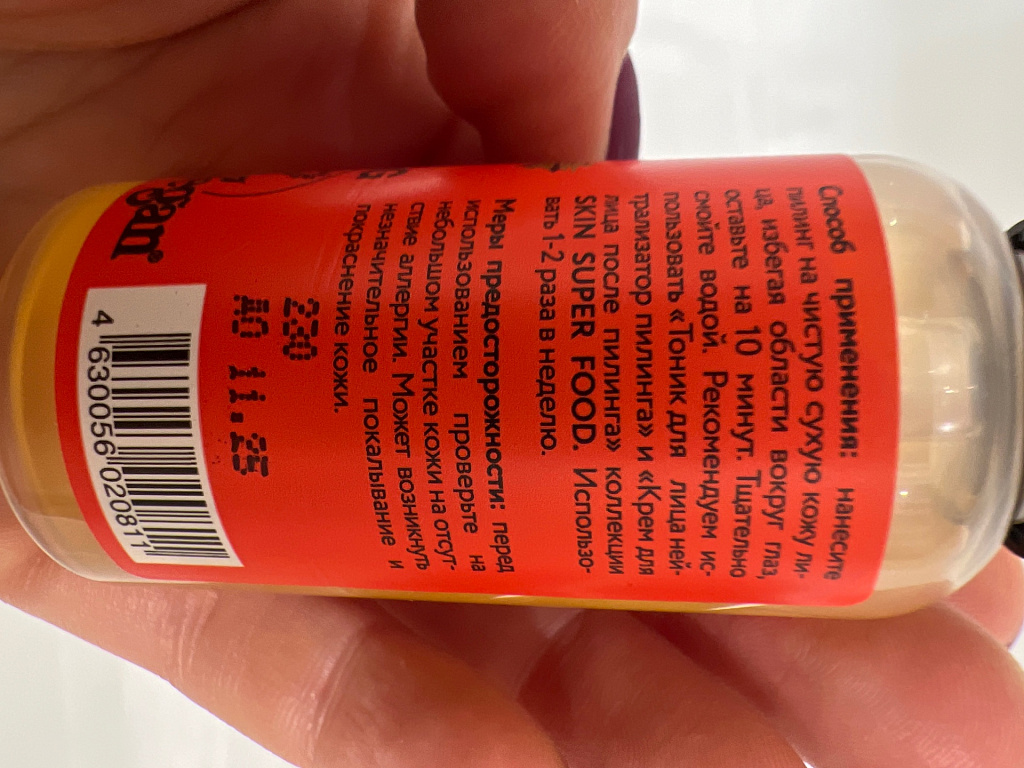 Способ применения: нанесите
пилинг на чистую сухую кожу ли-
ца, избегая области вокруг глаз,
оставьте на 10 минут. Тщательно
смойте водой. Рекомендуем ис-
пользовать «Тоник для лица ней-
трализатор пилинга» и «Крем для
лица после пилинга» коллекции
SKIN SUPER FOOD. Использо-
вать 1-2 раза в неделю.
Меры предосторожности: перед
использованием проверьте на
небольшом участке кожи на отсут-
ствие аллергии. Может возникнуть
незначительное покалывание и
покраснение кожи.
230
ДО 11.25
4 630056 020811